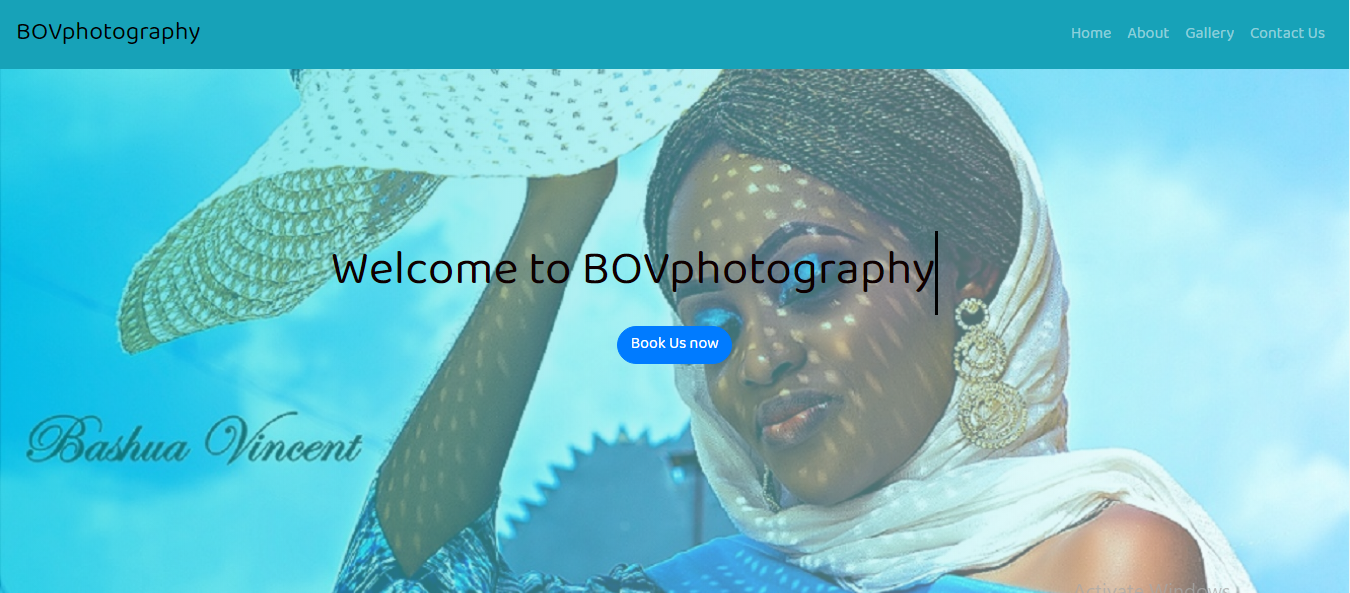 BOVphotography
Home About Gallery Contact Us
Welcome to BOVphotography
Book Us now
Bashua Vincent
Activate Windows